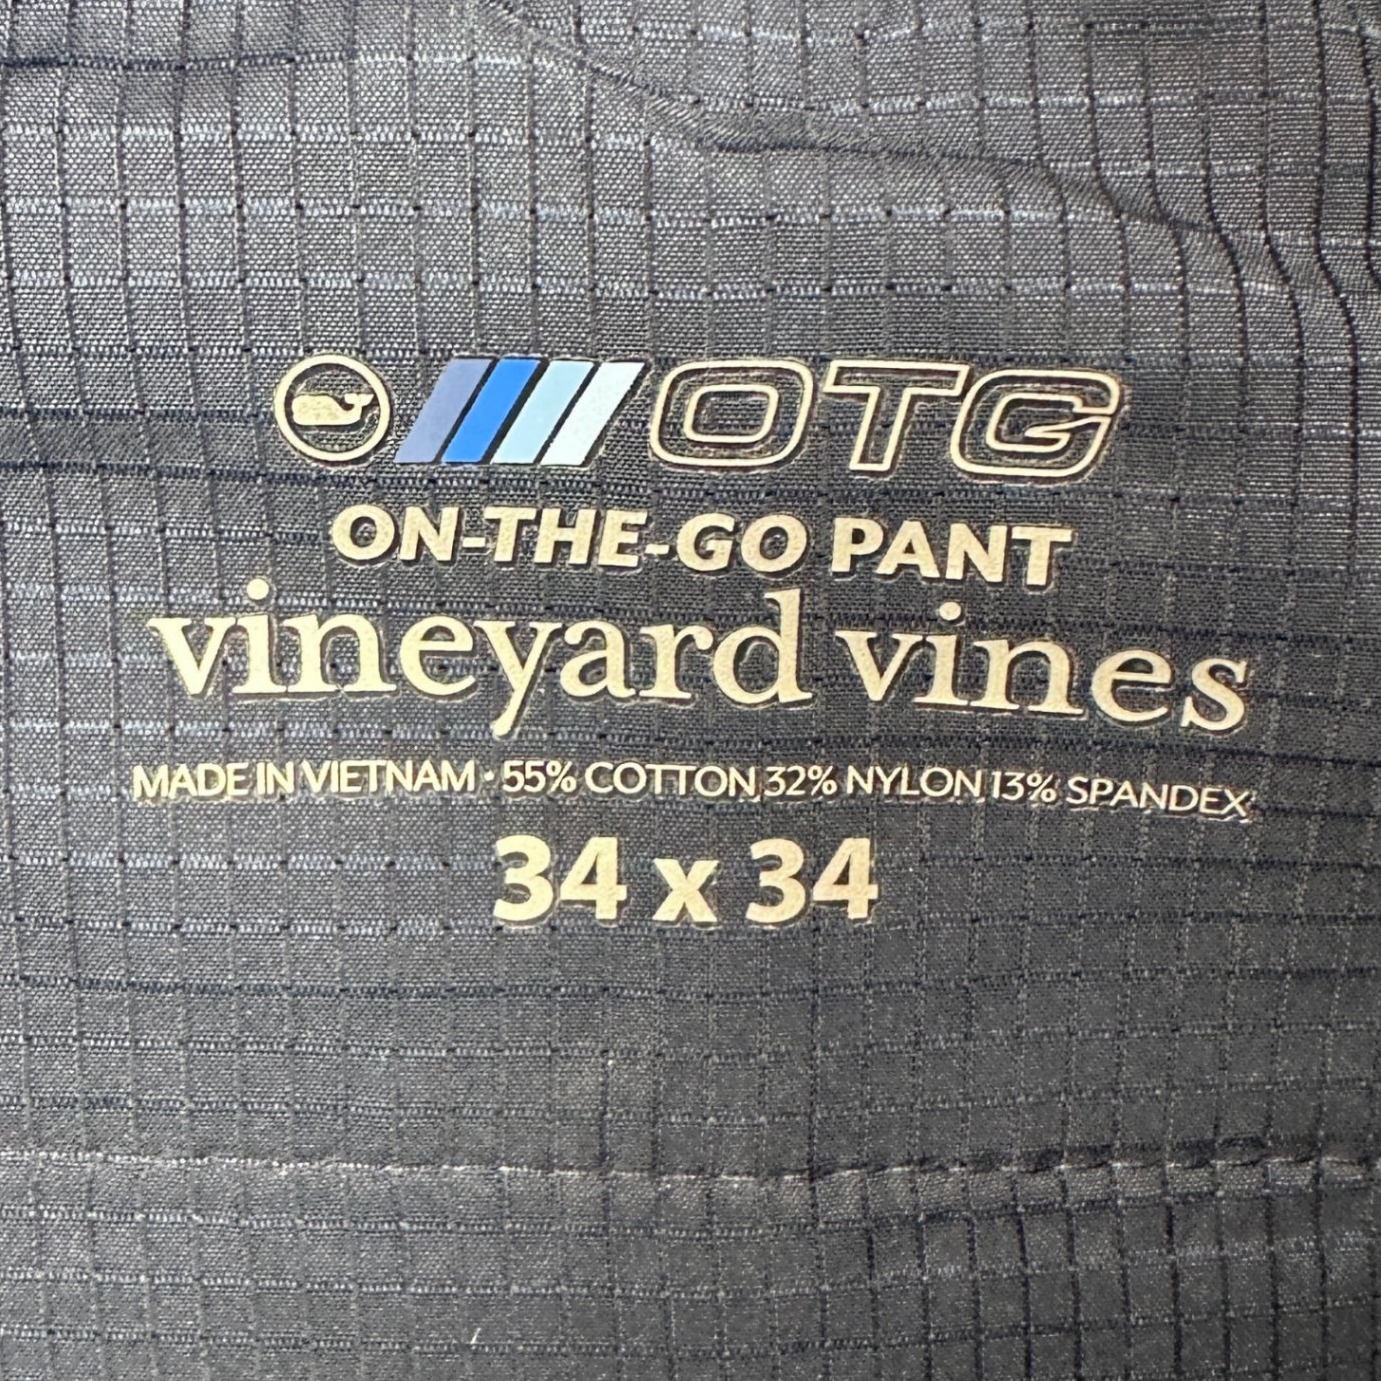 OTG
ON-THE-GO PANT
vineyard vines
MADE IN VIETNAM • 55% COTTON, 32% NYLON, 13% SPANDEX
34 x 34